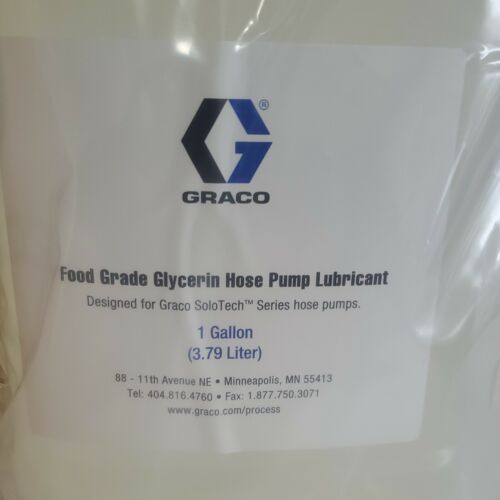 ®
GRACO
Food Grade Glycerin Hose Pump Lubricant
Designed for Graco SoloTech™ Series hose pumps.
1 Gallon
(3.79 Liter)
88 - 11th Avenue NE • Minneapolis, MN 55413
Tel: 404.816.4760 • Fax: 1.877.750.3071
www.graco.com/process